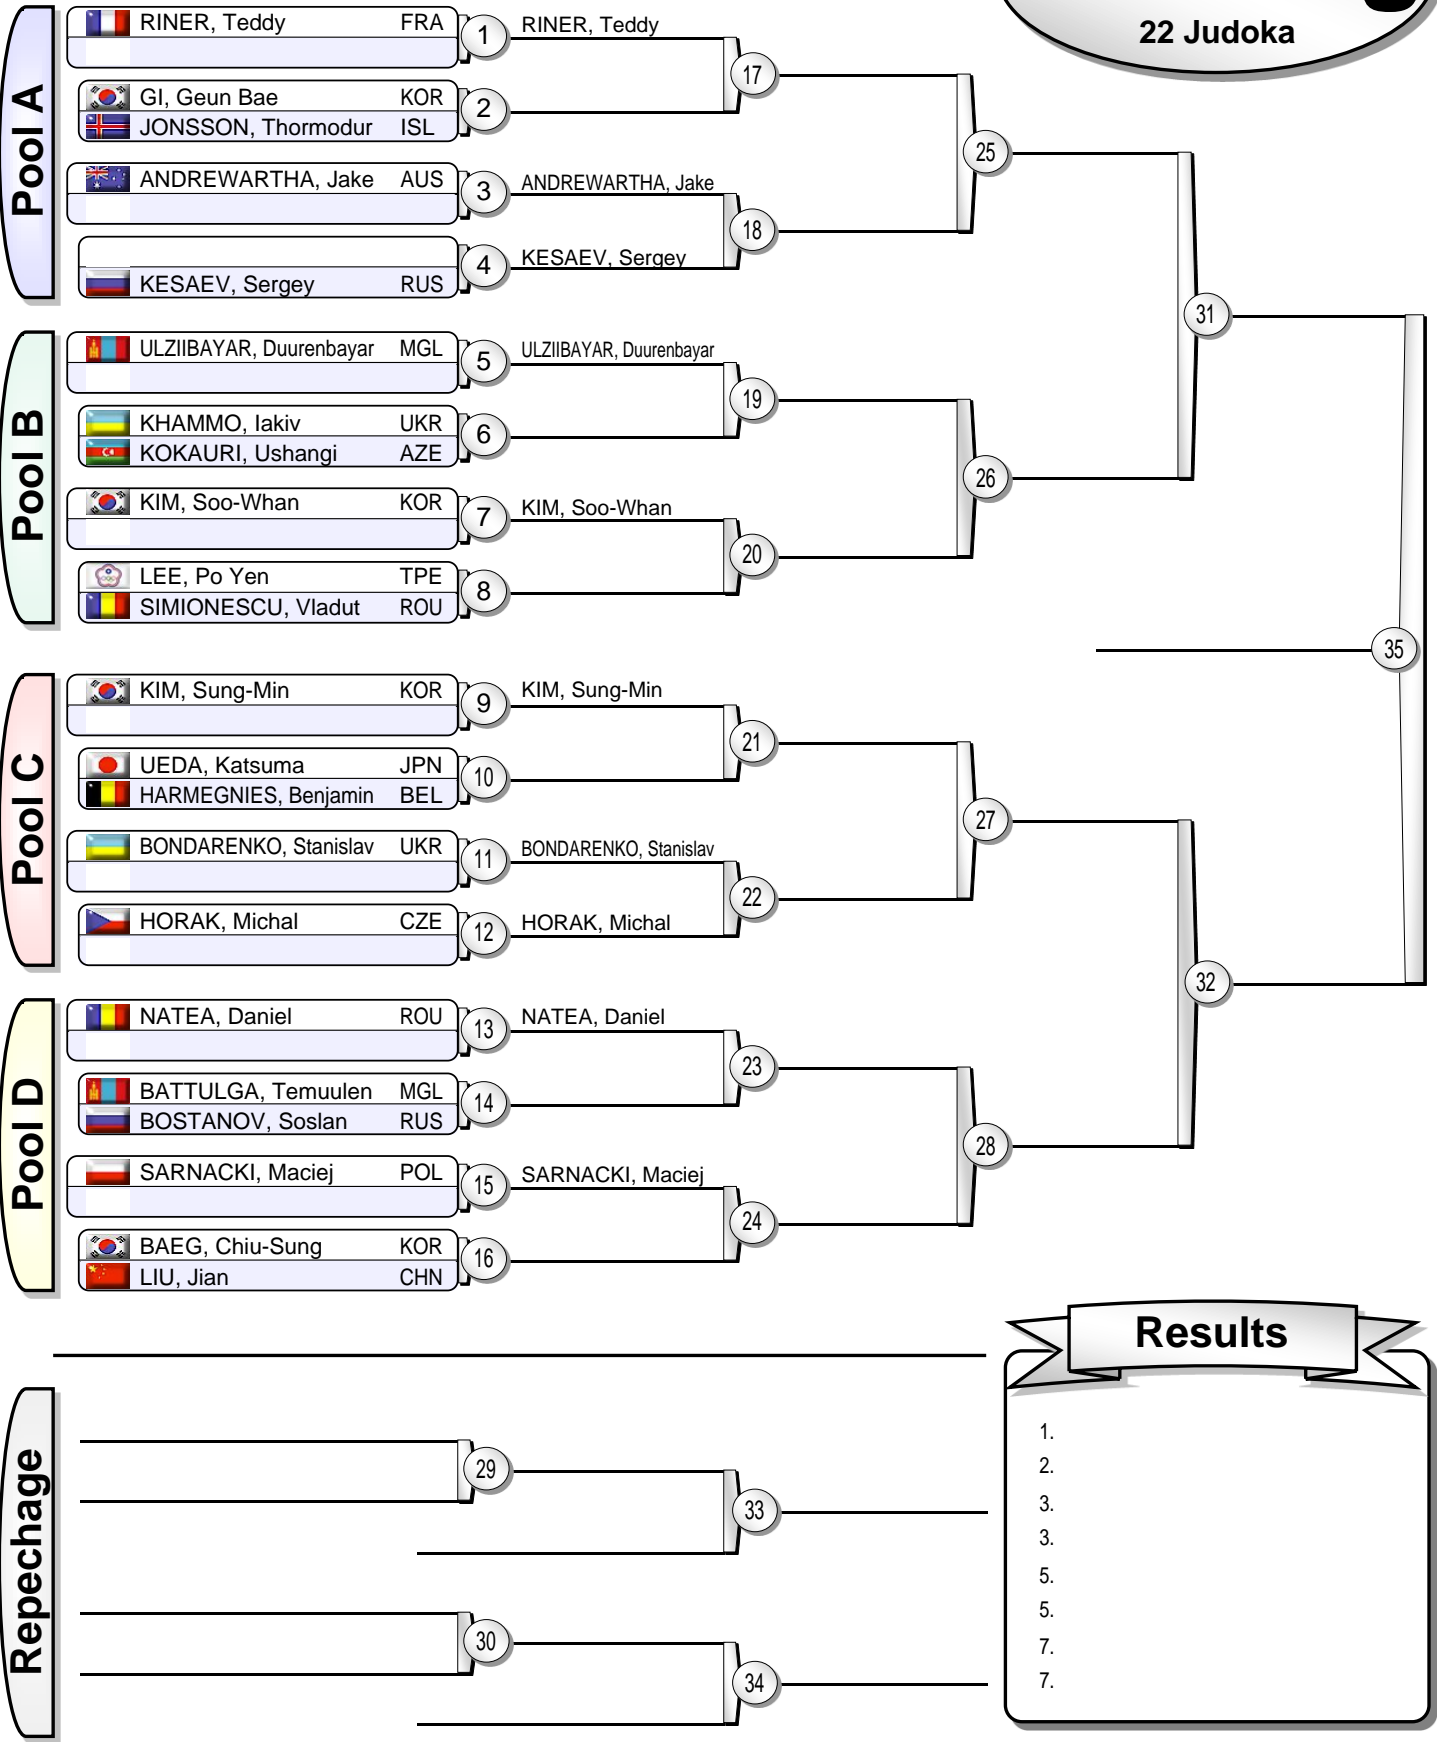 22 Judoka
Pool A
RINER, Teddy FRA 1 RINER, Teddy
17
GI, Geun Bae KOR 2
JONSSON, Thormodur ISL
25
ANDREWARTHA, Jake AUS 3 ANDREWARTHA, Jake
18
4 KESAEV, Sergey
KESAEV, Sergey RUS
31
Pool B
ULZIIBAYAR, Duurenbayar MGL 5 ULZIIBAYAR, Duurenbayar
19
KHAMMO, Iakiv UKR 6
KOKAURI, Ushangi AZE
26
KIM, Soo-Whan KOR 7 KIM, Soo-Whan
20
LEE, Po Yen TPE 8
SIMIONESCU, Vladut ROU
35
Pool C
KIM, Sung-Min KOR 9 KIM, Sung-Min
21
UEDA, Katsuma JPN 10
HARMEGNIES, Benjamin BEL
27
BONDARENKO, Stanislav UKR 11 BONDARENKO, Stanislav
22
HORAK, Michal CZE 12 HORAK, Michal
32
Pool D
NATEA, Daniel ROU 13 NATEA, Daniel
23
BATTULGA, Temuulen MGL 14
BOSTANOV, Soslan RUS
28
SARNACKI, Maciej POL 15 SARNACKI, Maciej
24
BAEG, Chiu-Sung KOR 16
LIU, Jian CHN
Repechage
29
33
30
34
Results
1.
2.
3.
3.
5.
5.
7.
7.